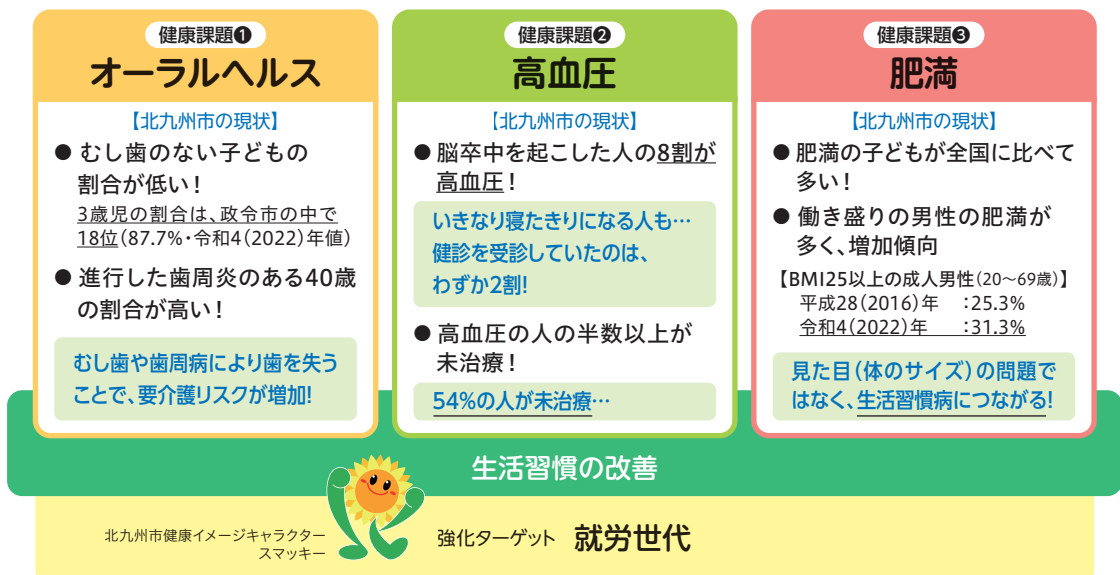 健康課題❶
オーラルヘルス
【北九州市の現状】
● むし歯のない子どもの
割合が低い！
3歳児の割合は、政令市の中で
18位(87.7%・令和4(2022)年値)
● 進行した歯周炎のある40歳
の割合が高い！
むし歯や歯周病により歯を失う
ことで、要介護リスクが増加!
健康課題❷
高血圧
【北九州市の現状】
● 脳卒中を起こした人の8割が
高血圧！
いきなり寝たきりになる人も…
健診を受診していたのは、
わずか2割!
● 高血圧の人の半数以上が
未治療！
54%の人が未治療…
健康課題❸
肥満
【北九州市の現状】
● 肥満の子どもが全国に比べて
多い！
● 働き盛りの男性の肥満が
多く、増加傾向
【BMI25以上の成人男性(20〜69歳)】
平成28(2016)年 :25.3%
令和4(2022)年 :31.3%
見た目(体のサイズ)の問題で
はなく、生活習慣病につながる!
生活習慣の改善
北九州市健康イメージキャラクター
スマッキー
強化ターゲット 就労世代